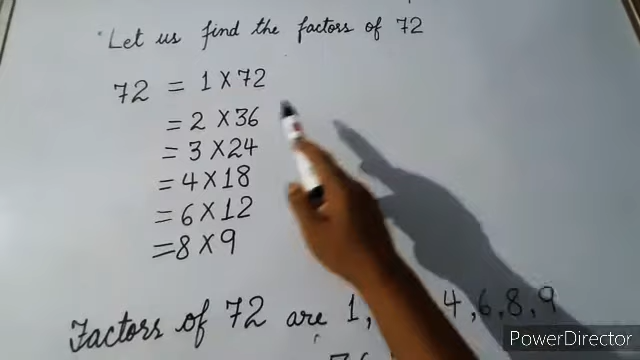 Let us find the factors of 72
72 = 1 X 72
= 2 X 36
= 3 X 24
= 4 X 18
= 6 X 12
= 8 X 9
Factors of 72 are 1, 4, 6, 8, 9
PowerDirector